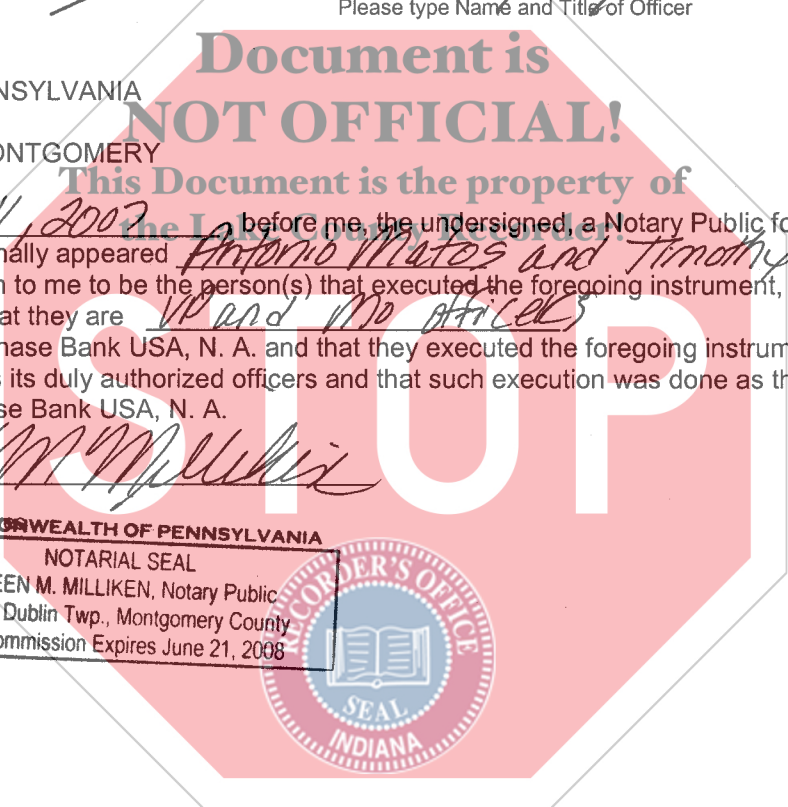 Please type Name and Title of Officer
Document is
NSYLVANIA
NOT OFFICIAL!
ONTGOMERY
This Document is the property of
, 2007, before me, the undersigned, a Notary Public fo
the Lake County Recorder!
nally appeared Antonio Matos and Timothy
n to me to be the person(s) that executed the foregoing instrument,
at they are VP and MO officers
hase Bank USA, N. A. and that they executed the foregoing instrum
s its duly authorized officers and that such execution was done as th
se Bank USA, N. A.
STOP
M Milliken
ONWEALTH OF PENNSYLVANIA
NOTARIAL SEAL
EEN M. MILLIKEN, Notary Public
Dublin Twp., Montgomery County
ommission Expires June 21, 2008
RECORDER'S OFFICE
SEAL
INDIANA